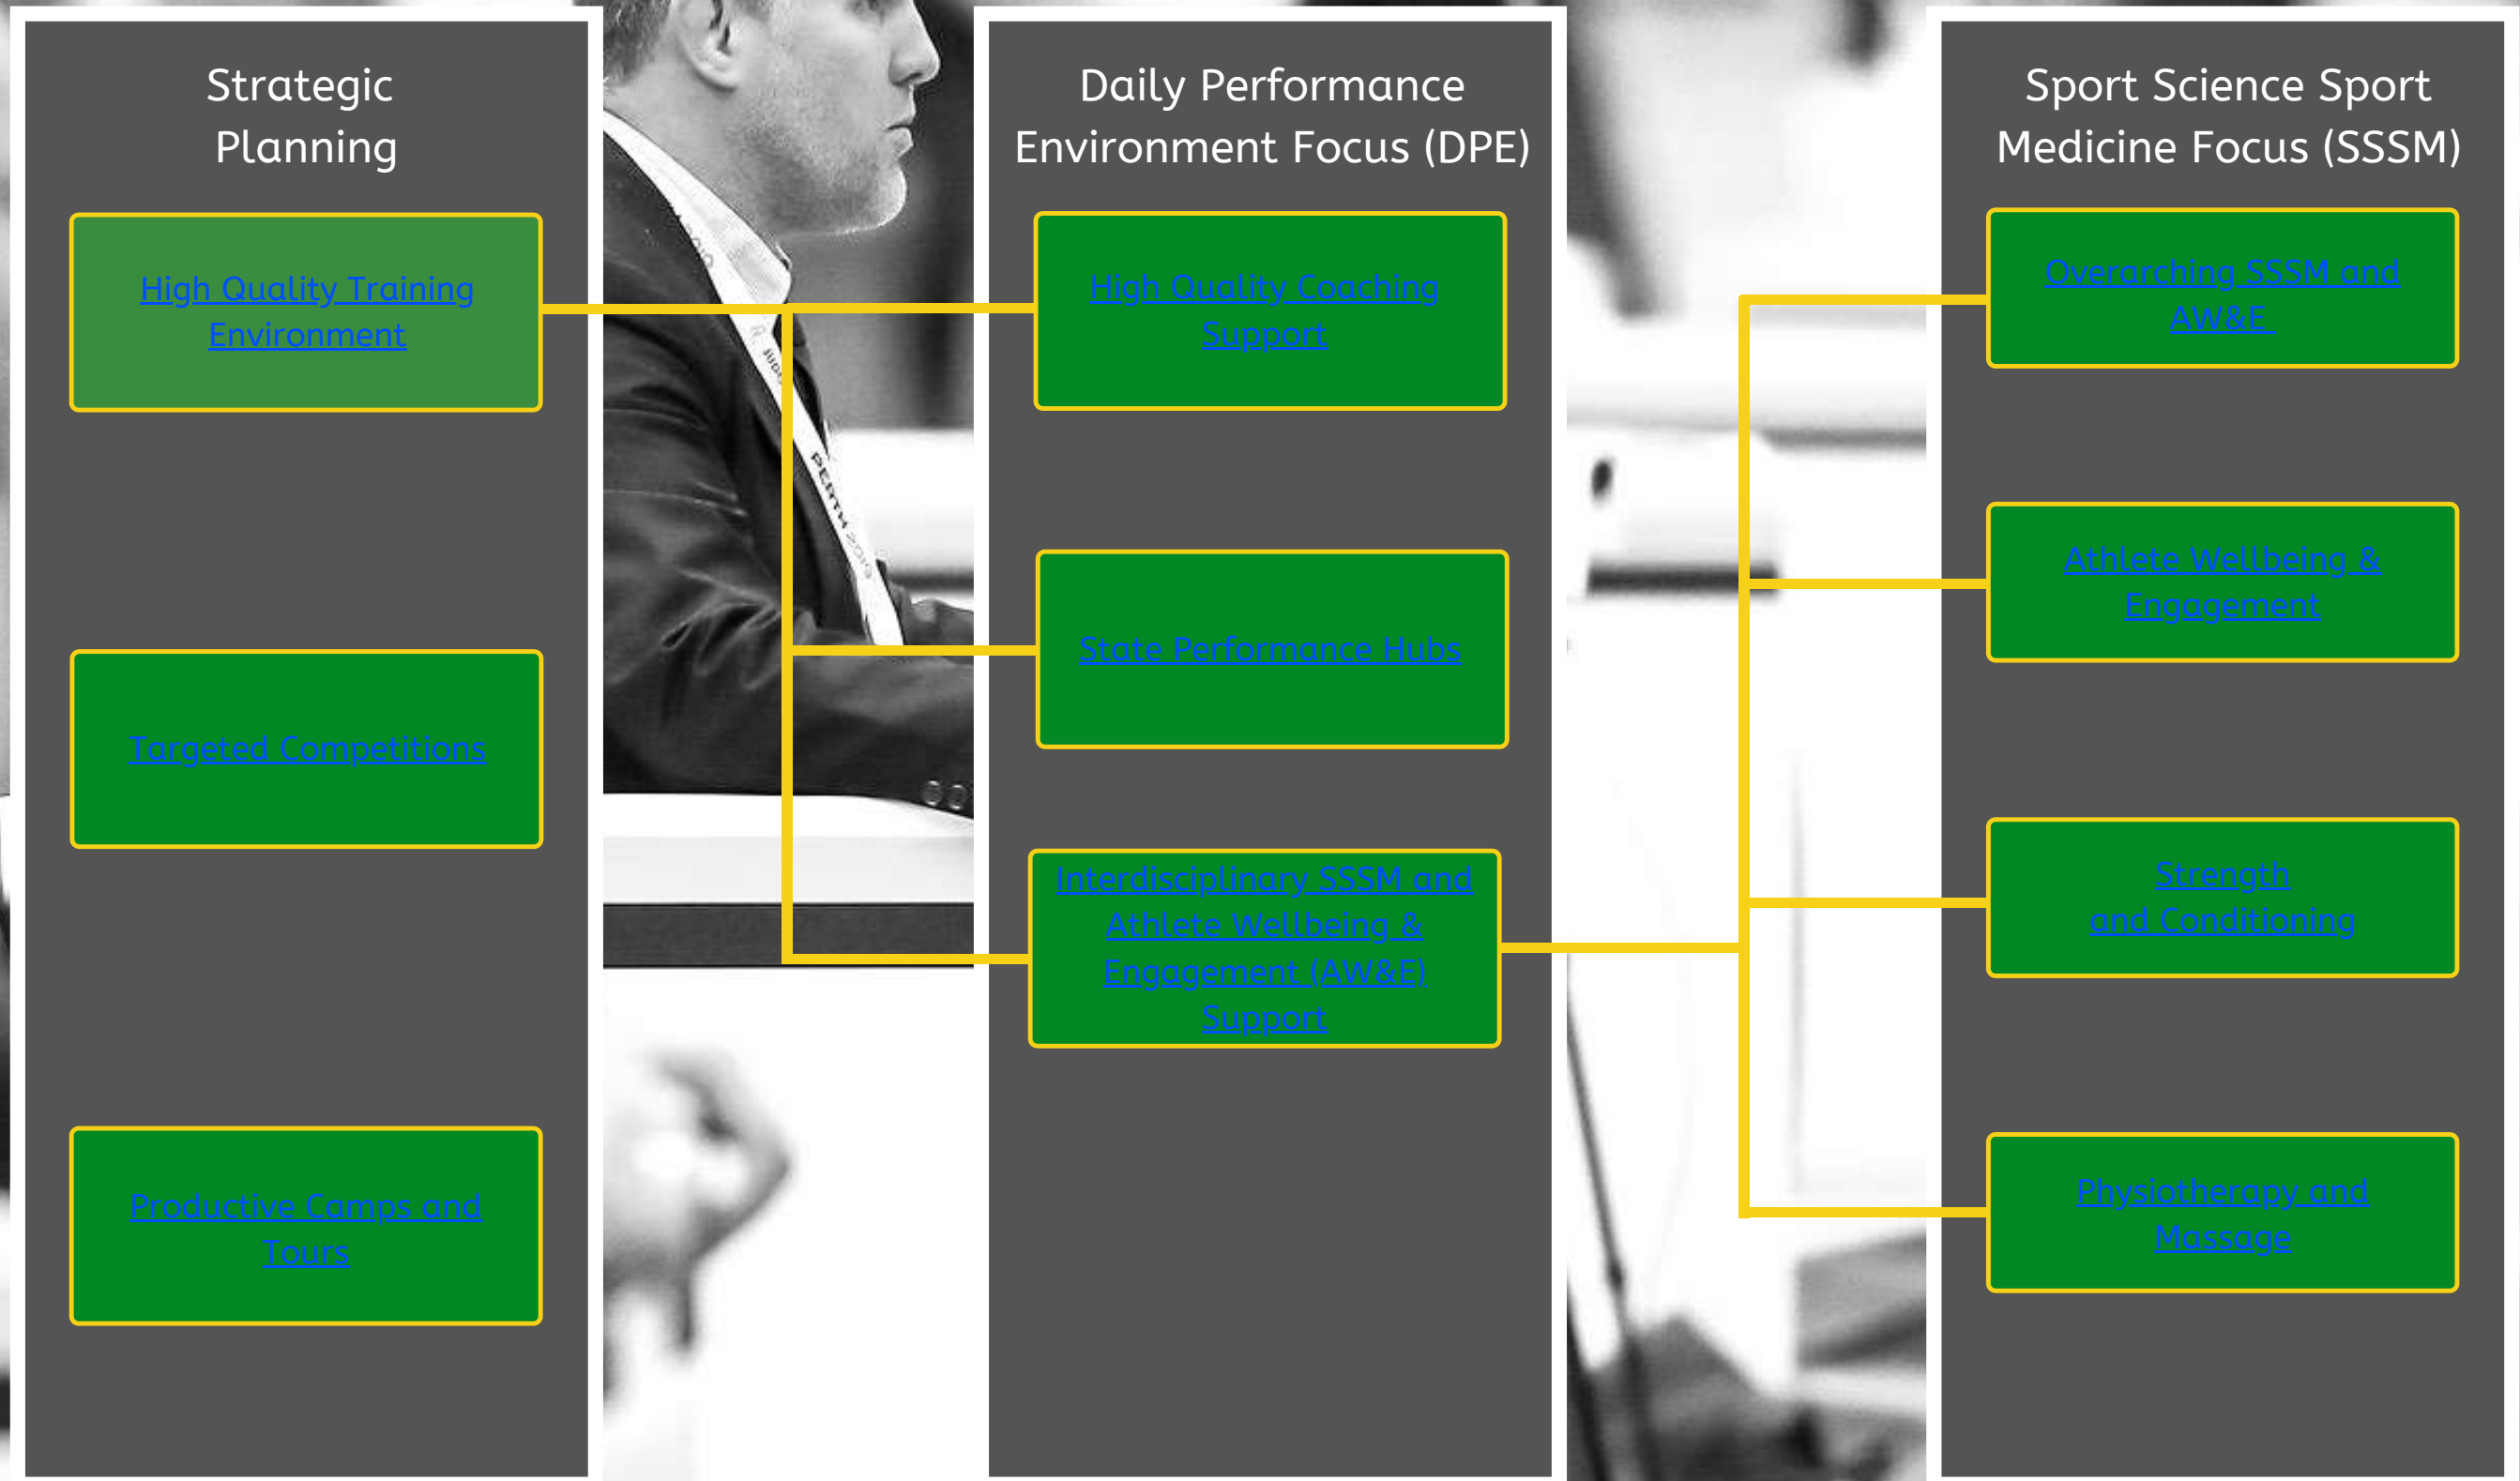 Strategic
Planning
High Quality Training
Environment
Targeted Competitions
Productive Camps and
Tours
PERTH 2019
Daily Performance
Environment Focus (DPE)
High Quality Coaching
Support
State Performance Hubs
Interdisciplinary SSSM and
Athlete Wellbeing &
Engagement (AW&E)
Support
Sport Science Sport
Medicine Focus (SSSM)
Overarching SSSM and
AW&E
Athlete Wellbeing &
Engagement
Strength
and Conditioning
Physiotherapy and
Massage